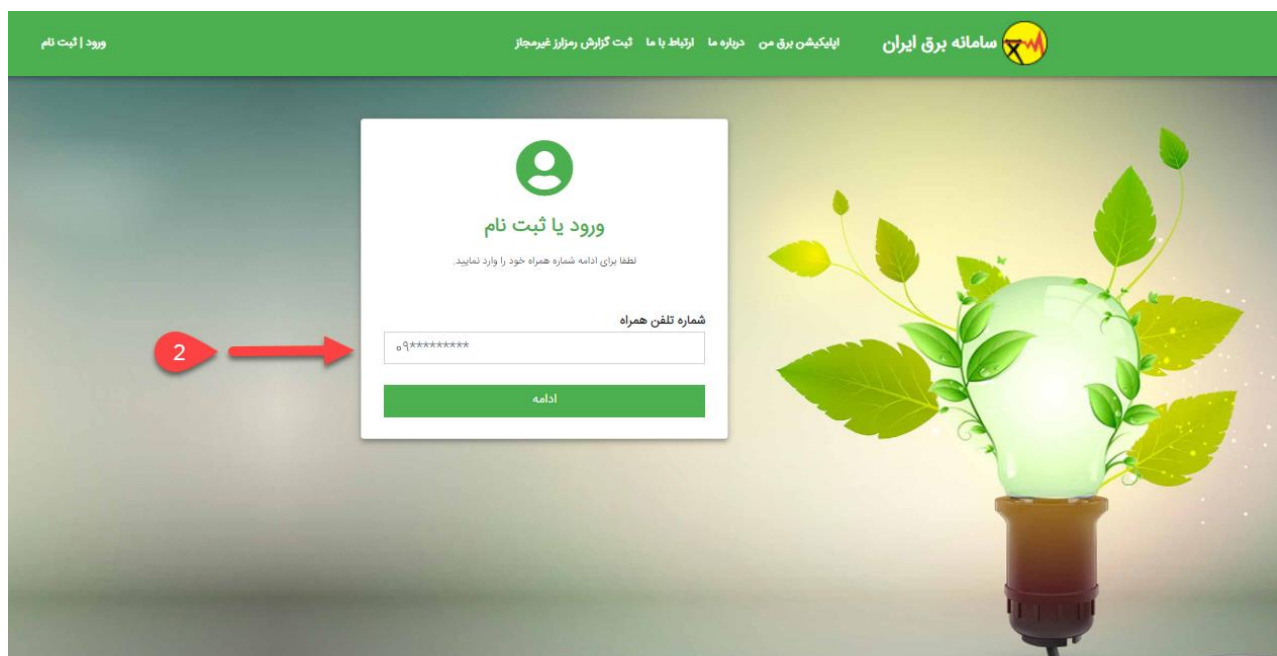 سامانه برق ایران
اپلیکیشن برق من   درباره ما   ارتباط با ما   ثبت گزارش رمزارز غیرمجاز
ورود | ثبت نام
ورود یا ثبت نام
لطفا برای ادامه شماره همراه خود را وارد نمایید.
شماره تلفن همراه
۰۹*********
2
ادامه